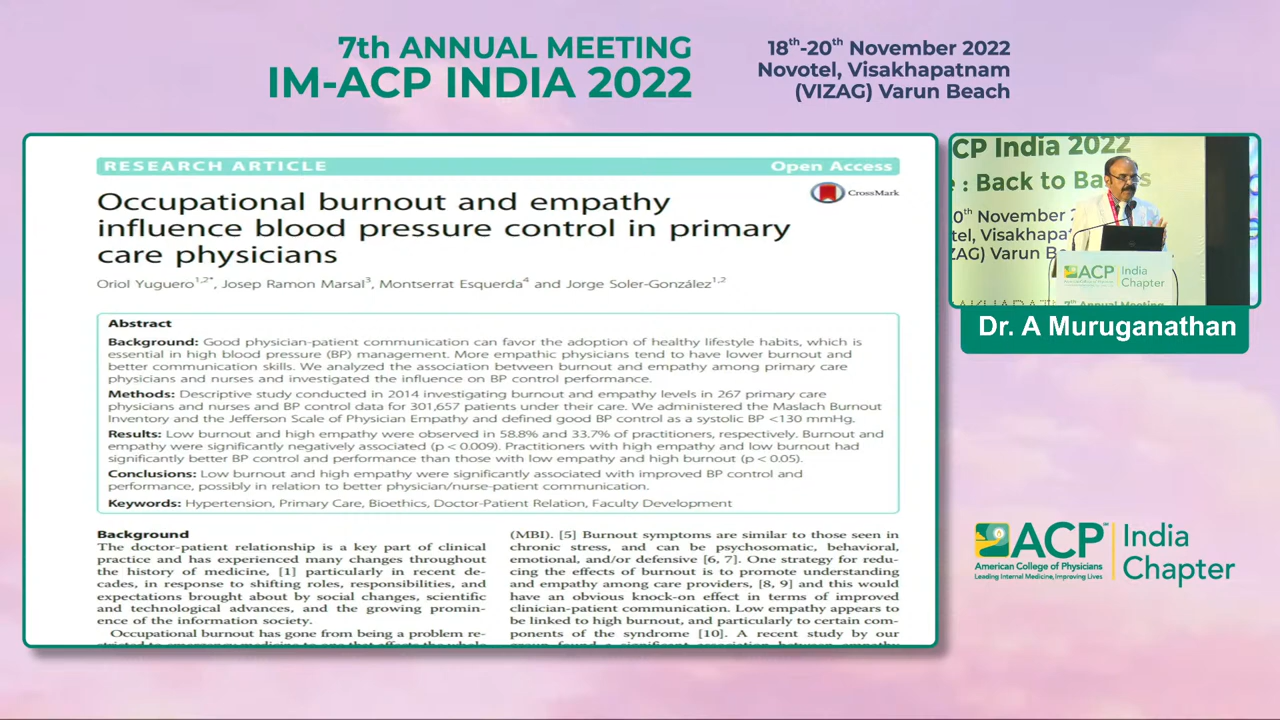 7th ANNUAL MEETING
IM-ACP INDIA 2022
18th-20th November 2022
Novotel, Visakhapatnam
(VIZAG) Varun Beach
RESEARCH ARTICLE Open Access
Occupational burnout and empathy
influence blood pressure control in primary
care physicians
CrossMark
Oriol Yuguero1,2*, Josep Ramon Marsal3, Montserrat Esquerda4 and Jorge Soler-González1,2
Abstract
Background: Good physician-patient communication can favor the adoption of healthy lifestyle habits, which is
essential in high blood pressure (BP) management. More empathic physicians tend to have lower burnout and
better communication skills. We analyzed the association between burnout and empathy among primary care
physicians and nurses and investigated the influence on BP control performance.
Methods: Descriptive study conducted in 2014 investigating burnout and empathy levels in 267 primary care
physicians and nurses and BP control data for 301,657 patients under their care. We administered the Maslach Burnout
Inventory and the Jefferson Scale of Physician Empathy and defined good BP control as a systolic BP <130 mmHg.
Results: Low burnout and high empathy were observed in 58.8% and 33.7% of practitioners, respectively. Burnout and
empathy were significantly negatively associated (p < 0.009). Practitioners with high empathy and low burnout had
significantly better BP control and performance than those with low empathy and high burnout (p < 0.05).
Conclusions: Low burnout and high empathy were significantly associated with improved BP control and
performance, possibly in relation to better physician/nurse-patient communication.
Keywords: Hypertension, Primary Care, Bioethics, Doctor-Patient Relation, Faculty Development
Background
The doctor-patient relationship is a key part of clinical
practice and has experienced many changes throughout
the history of medicine, [1] particularly in recent de-
cades, in response to shifting roles, responsibilities, and
expectations brought about by social changes, scientific
and technological advances, and the growing promin-
ence of the information society.
Occupational burnout has gone from being a problem re-
(MBI). [5] Burnout symptoms are similar to those seen in
chronic stress, and can be psychosomatic, behavioral,
emotional, and/or defensive [6, 7]. One strategy for redu-
cing the effects of burnout is to promote understanding
and empathy among care providers, [8, 9] and this would
have an obvious knock-on effect in terms of improved
clinician-patient communication. Low empathy appears to
be linked to high burnout, and particularly to certain com-
ponents of the syndrome [10]. A recent study by our
CP India 2022
: Back to Ba
0th November
tel, Visakhapa
ZAG) Varun B
ACP India
Chapter
7th Annual Meeting
Dr. A Muruganathan
ACP India
Chapter
American College of Physicians
Leading Internal Medicine, Improving Lives